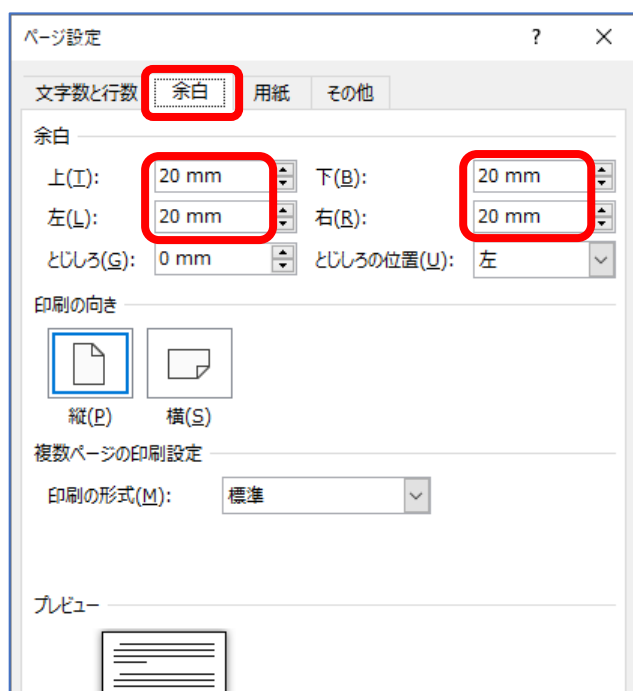 ページ設定 ? ×
文字数と行数 余白 用紙 その他
余白
上(T): 20 mm 下(B): 20 mm
左(L): 20 mm 右(R): 20 mm
とじしろ(G): 0 mm とじしろの位置(U): 左
印刷の向き
縦(P) 横(S)
複数ページの印刷設定
印刷の形式(M): 標準
プレビュー